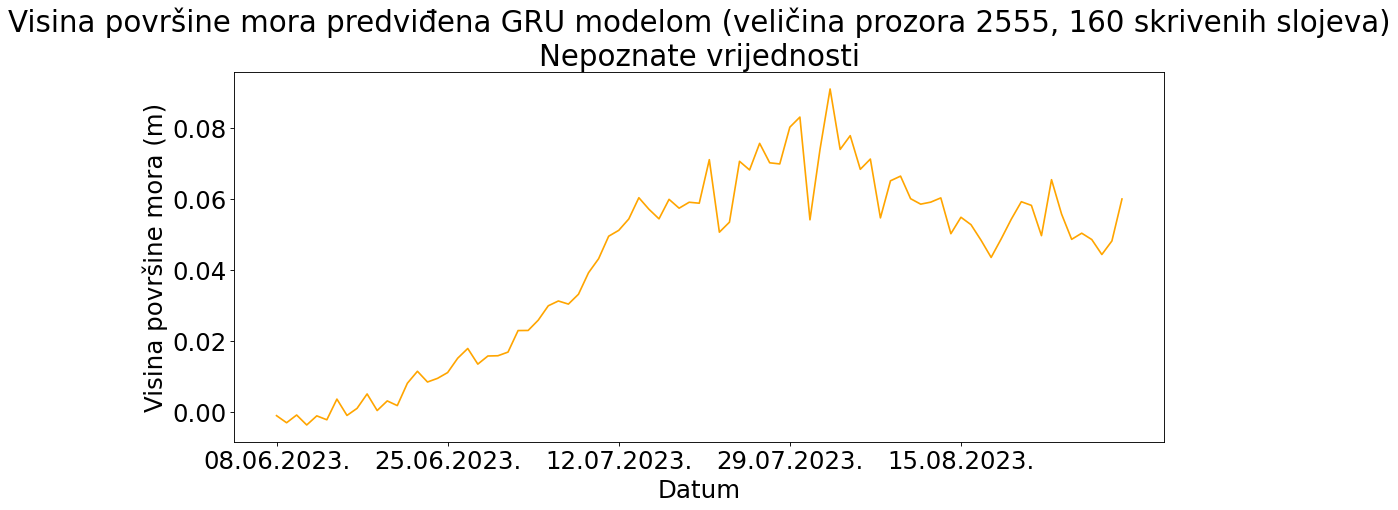 Visina površine mora predviđena GRU modelom (veličina prozora 2555, 160 skrivenih slojeva)
Nepoznate vrijednosti
Visina površine mora (m)
0.08
0.06
0.04
0.02
0.00
08.06.2023.
25.06.2023.
12.07.2023.
29.07.2023.
15.08.2023.
Datum